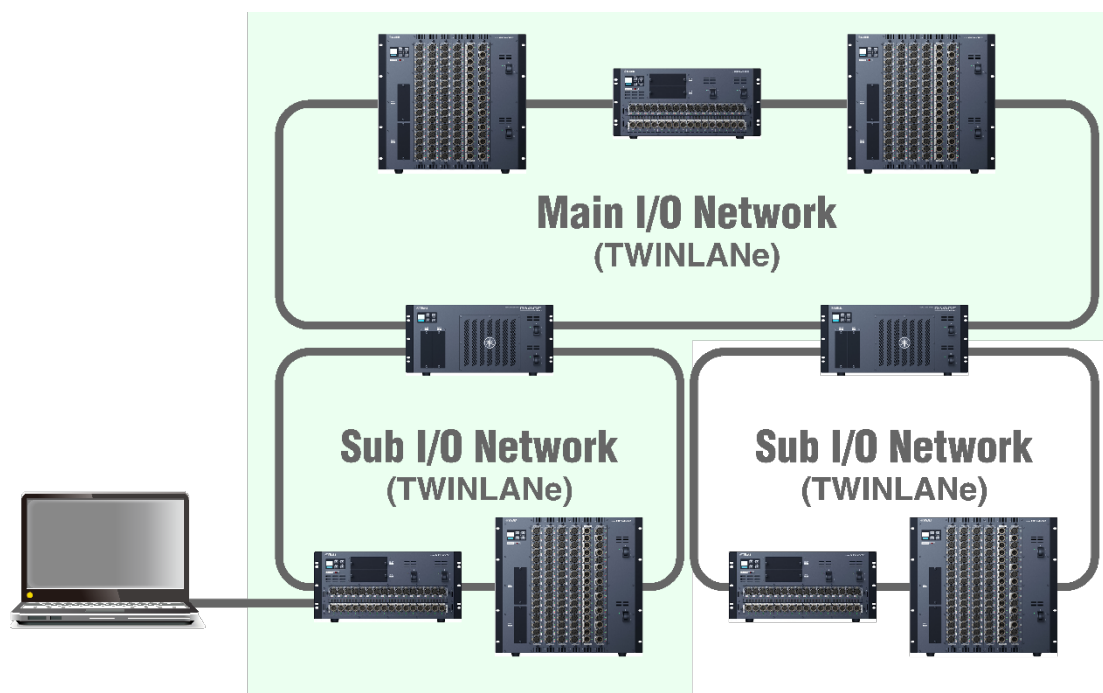 Main I/O Network
(TWINLANe)
Sub I/O Network
(TWINLANe)
Sub I/O Network
(TWINLANe)